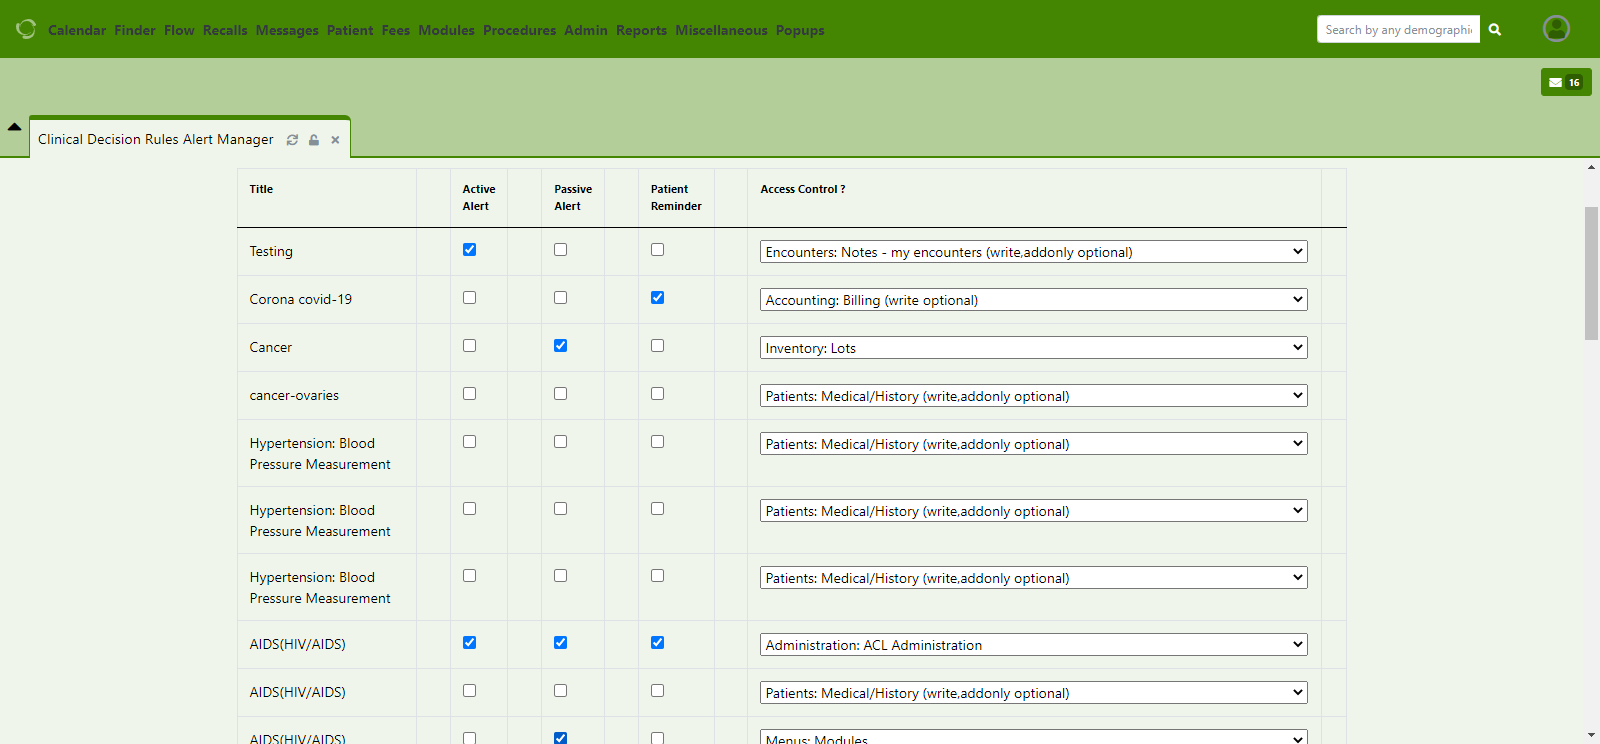 Calendar Finder Flow Recalls Messages Patient Fees Modules Procedures Admin Reports Miscellaneous Popups
Search by any demographi
16
Clinical Decision Rules Alert Manager
Title
Active Alert
Passive Alert
Patient Reminder
Access Control ?
Testing
Encounters: Notes - my encounters (write,addonly optional)
Corona covid-19
Accounting: Billing (write optional)
Cancer
Inventory: Lots
cancer-ovaries
Patients: Medical/History (write,addonly optional)
Hypertension: Blood
Pressure Measurement
Patients: Medical/History (write,addonly optional)
Hypertension: Blood
Pressure Measurement
Patients: Medical/History (write,addonly optional)
Hypertension: Blood
Pressure Measurement
Patients: Medical/History (write,addonly optional)
AIDS(HIV/AIDS)
Administration: ACL Administration
AIDS(HIV/AIDS)
Patients: Medical/History (write,addonly optional)
AIDS(HIV/AIDS)
Menus: Modules